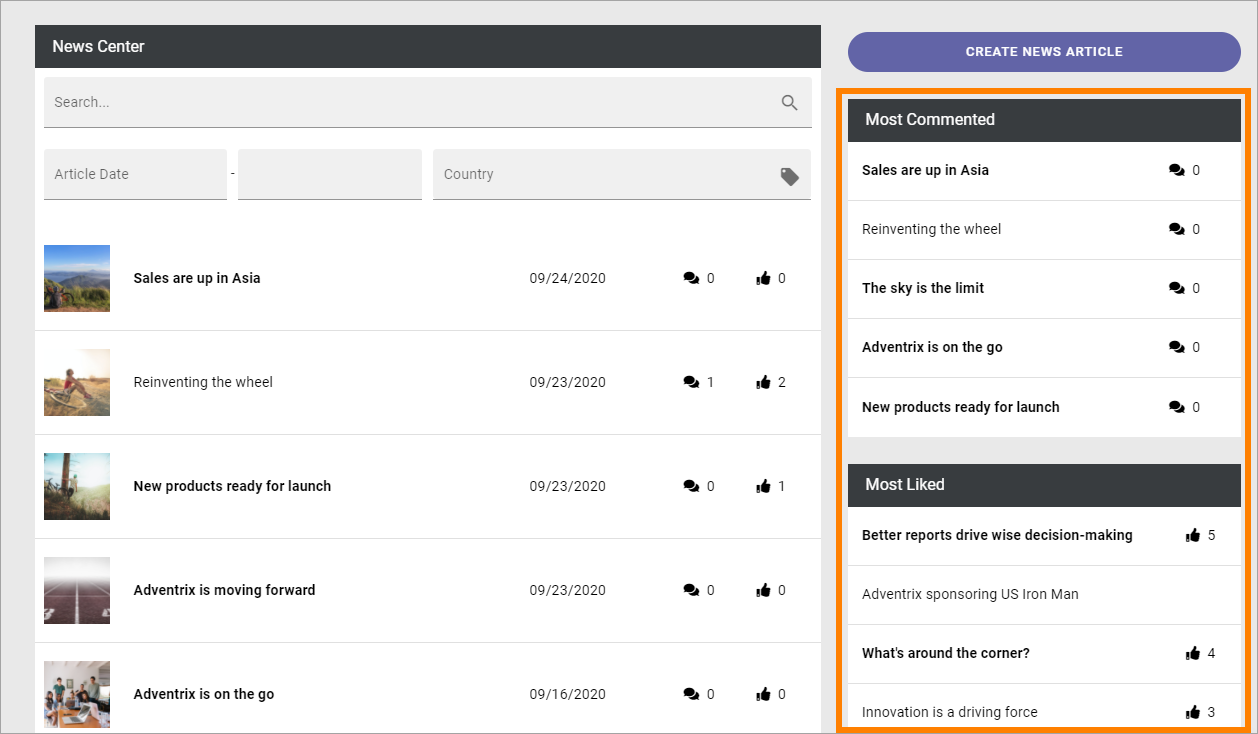 News Center
Search...
Article Date - Country
Sales are up in Asia 09/24/2020 0 0
Reinventing the wheel 09/23/2020 1 2
New products ready for launch 09/23/2020 0 1
Adventrix is moving forward 09/23/2020 0 0
Adventrix is on the go 09/16/2020 0 0
CREATE NEWS ARTICLE
Most Commented
Sales are up in Asia 0
Reinventing the wheel 0
The sky is the limit 0
Adventrix is on the go 0
New products ready for launch 0
Most Liked
Better reports drive wise decision-making 5
Adventrix sponsoring US Iron Man
What's around the corner? 4
Innovation is a driving force 3